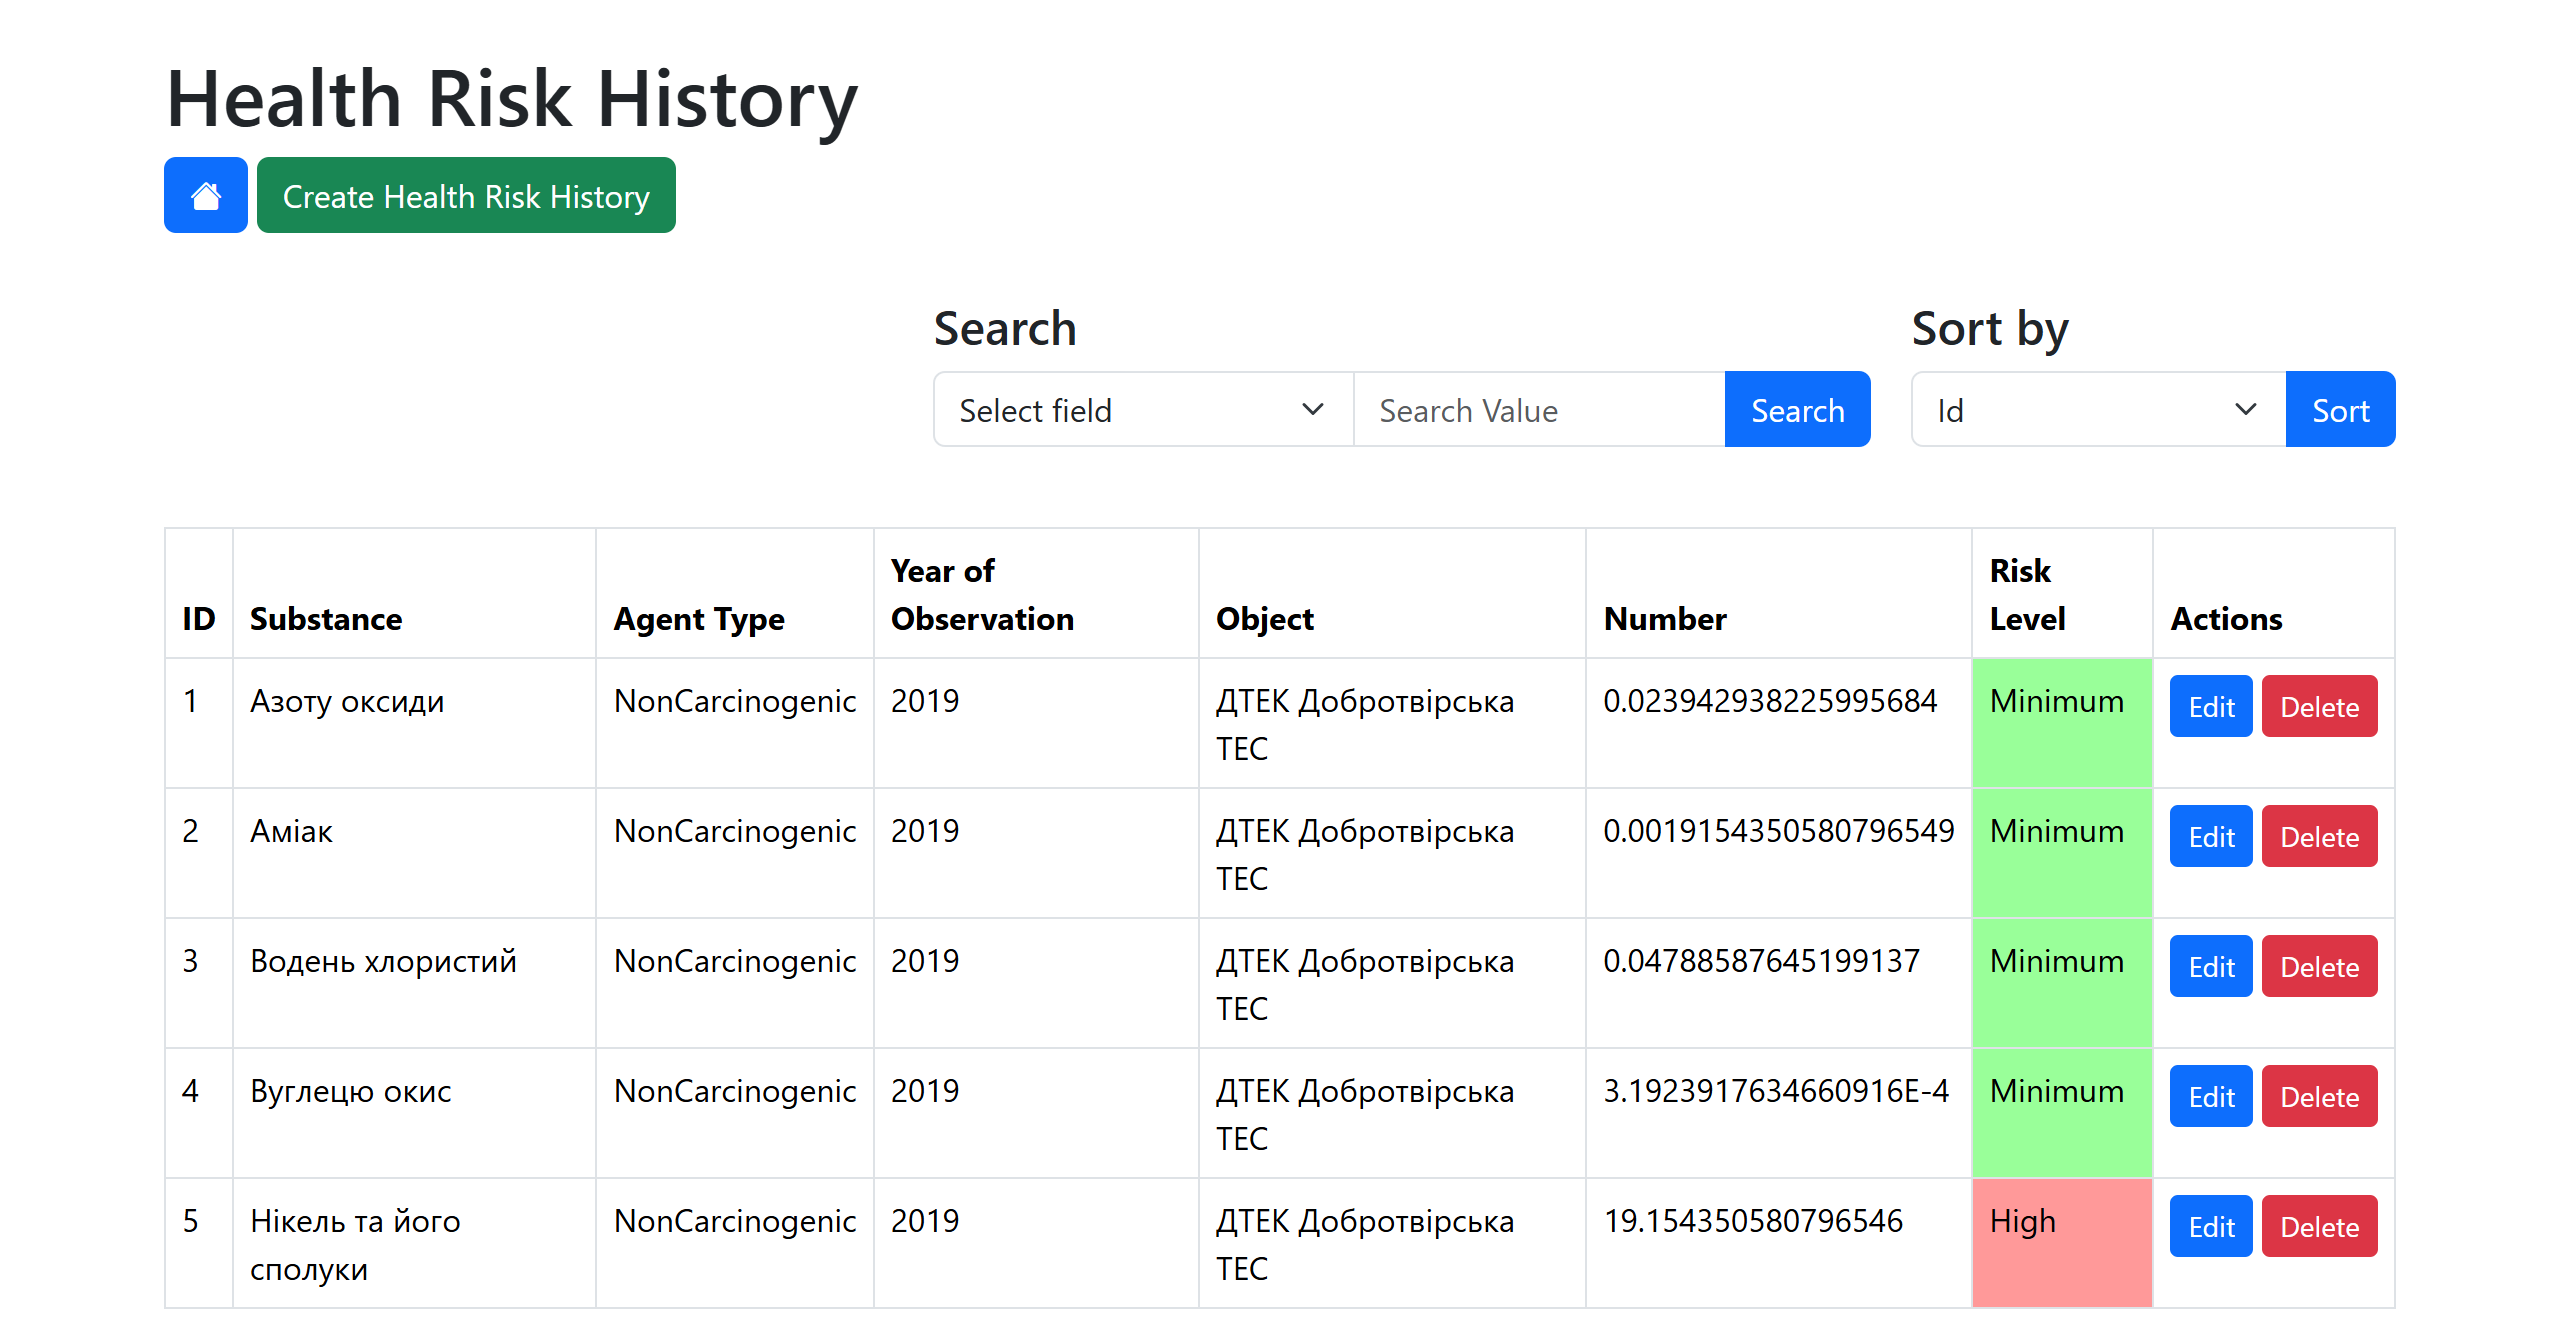 Health Risk History
Create Health Risk History
Search
Sort by
Select field
Search Value
Search
Id
Sort
ID Substance Agent Type Year of Observation Object Number Risk Level Actions
1 Азоту оксиди NonCarcinogenic 2019 ДТЕК Добротвірська ТЕС 0.023942938225995684 Minimum Edit Delete
2 Аміак NonCarcinogenic 2019 ДТЕК Добротвірська ТЕС 0.0019154350580796549 Minimum Edit Delete
3 Водень хлористий NonCarcinogenic 2019 ДТЕК Добротвірська ТЕС 0.04788587645199137 Minimum Edit Delete
4 Вуглецю окис NonCarcinogenic 2019 ДТЕК Добротвірська ТЕС 3.1923917634660916E-4 Minimum Edit Delete
5 Нікель та його сполуки NonCarcinogenic 2019 ДТЕК Добротвірська ТЕС 19.154350580796546 High Edit Delete